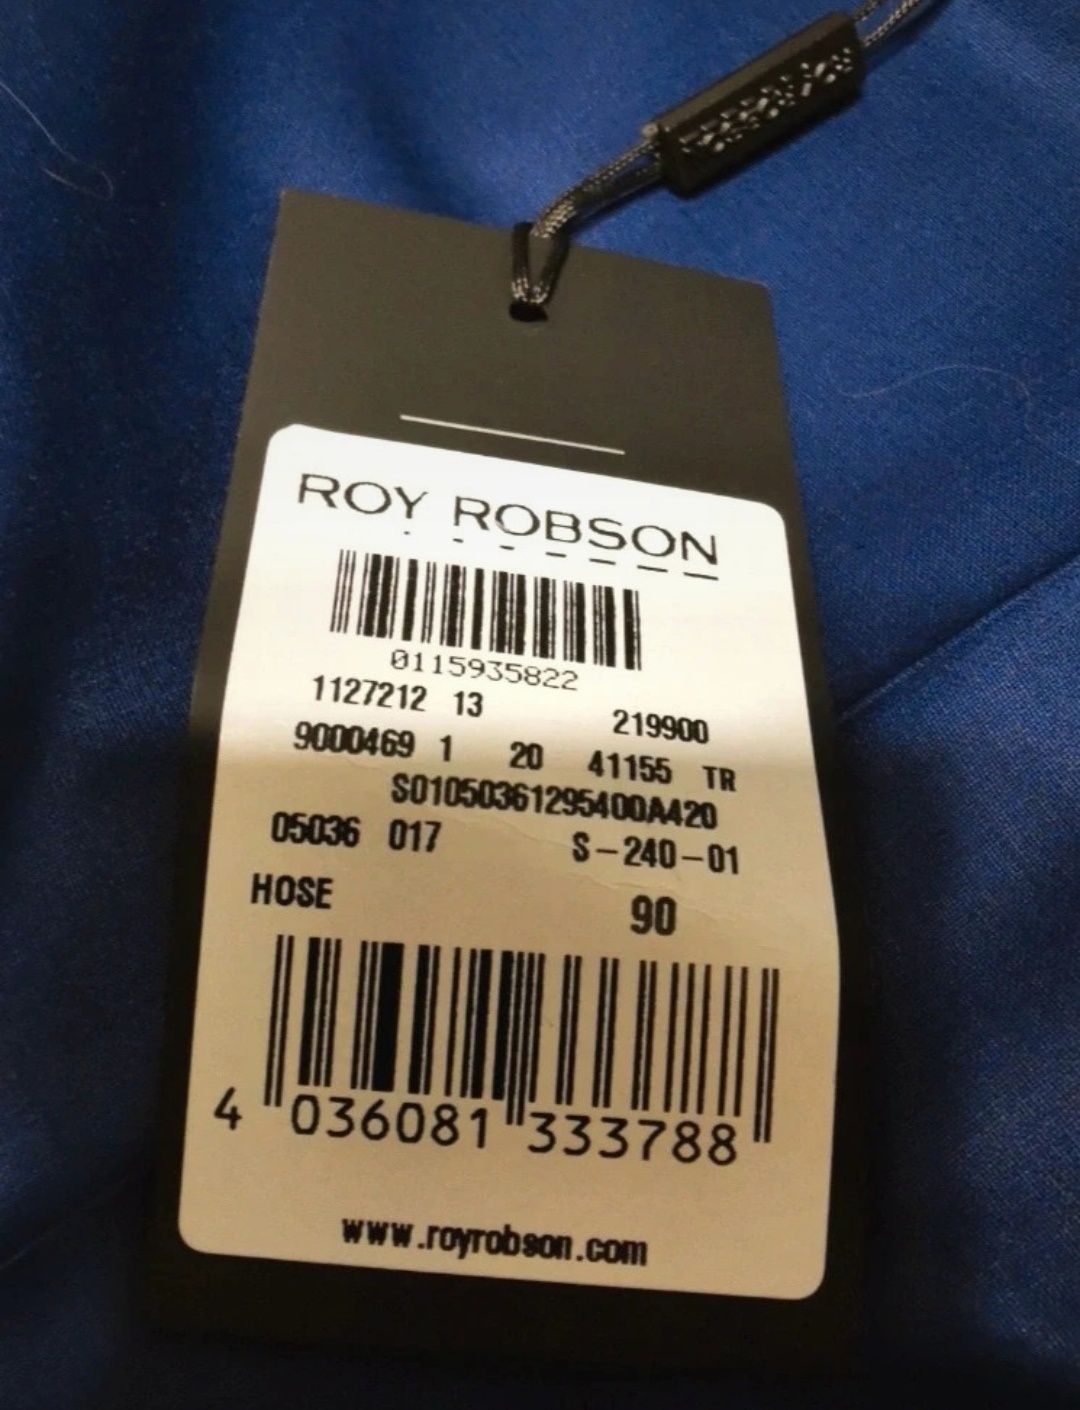 ROY ROBSON
0115935822
1127212 13 219900
9000469 1 20 41155 TR
S01050361295400A420
05036 017 S-240-01
HOSE 90
4 036081 333788
www.royrobson.com